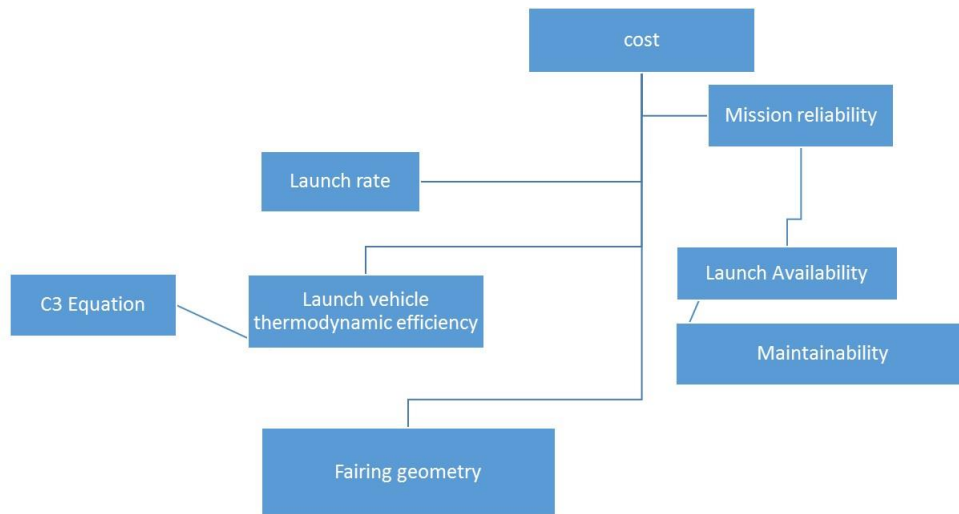 cost
Mission reliability
Launch rate
Launch Availability
C3 Equation
Launch vehicle
thermodynamic efficiency
Maintainability
Fairing geometry